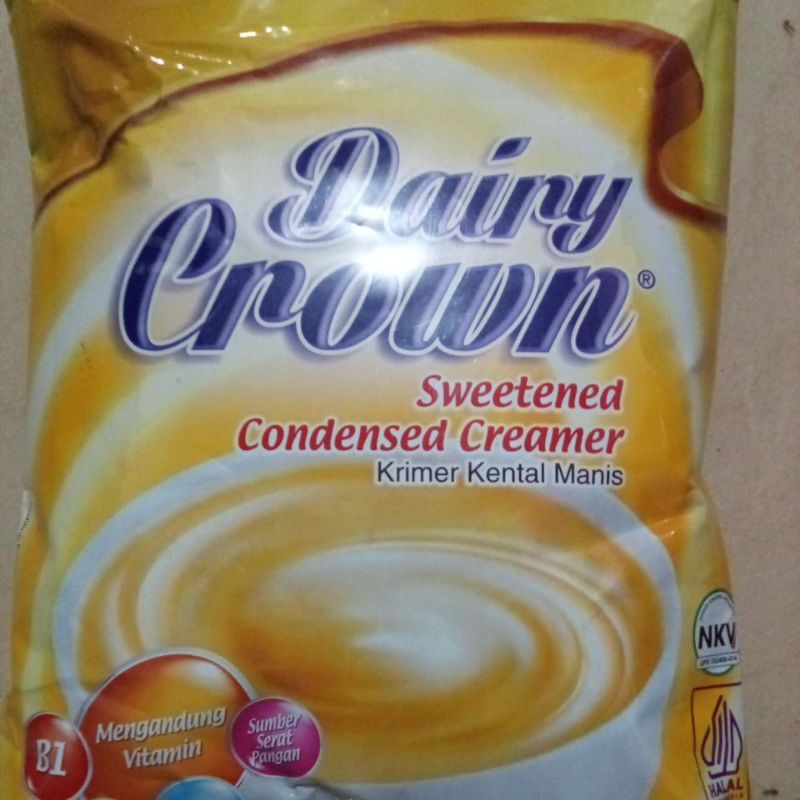 Dairy
Crown®
Sweetened
Condensed Creamer
Krimer Kental Manis
NKV
B1
Mengandung
Vitamin
Sumber
Serat
Pangan
HALAL